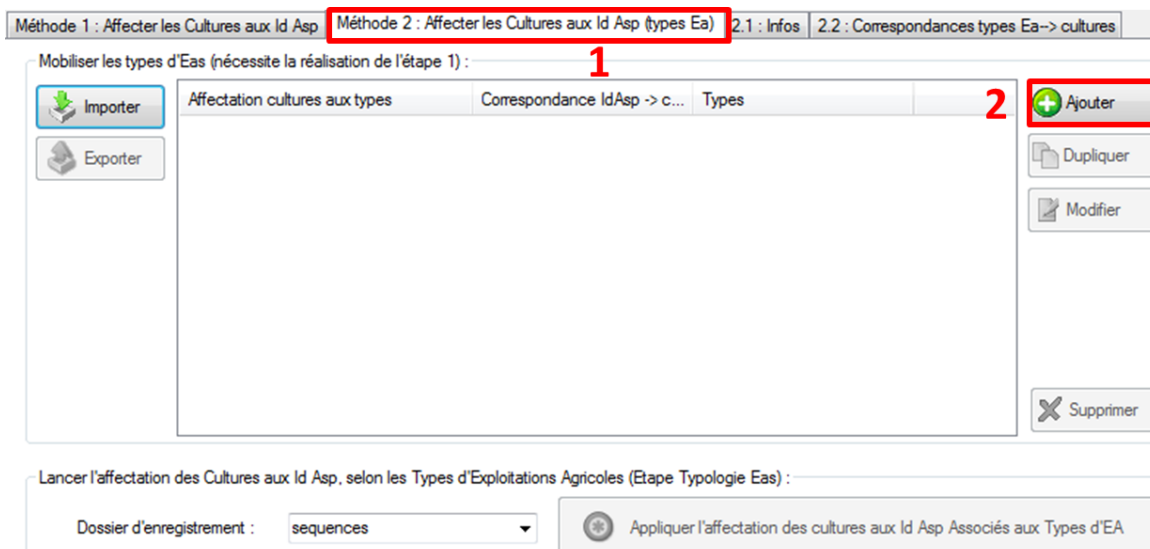 Méthode 1 : Affecter les Cultures aux Id Asp Méthode 2 : Affecter les Cultures aux Id Asp (types Ea) 2.1 : Infos 2.2 : Correspondances types Ea--> cultures
1
Mobiliser les types d'Eas (nécessite la réalisation de l'étape 1) :
Importer Affectation cultures aux types Correspondance IdAsp -> c... Types 2 Ajouter
Exporter Dupliquer
Modifier
Supprimer
Lancer l'affectation des Cultures aux Id Asp, selon les Types d'Exploitations Agricoles (Etape Typologie Eas) :
Dossier d'enregistrement : sequences Appliquer l'affectation des cultures aux Id Asp Associés aux Types d'EA